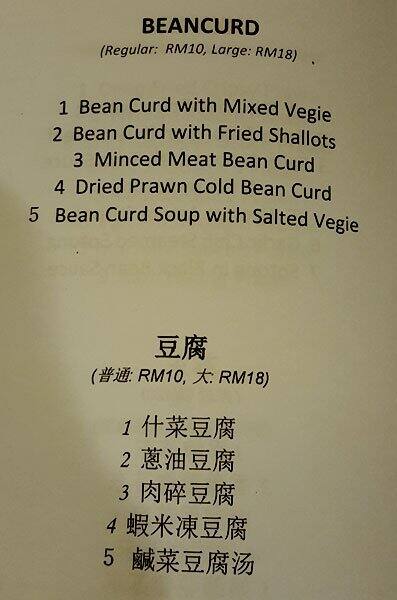 BEANCURD
(Regular: RM10, Large: RM18)
1 Bean Curd with Mixed Vegie
2 Bean Curd with Fried Shallots
3 Minced Meat Bean Curd
4 Dried Prawn Cold Bean Curd
5 Bean Curd Soup with Salted Vegie
豆腐
(普通: RM10, 大: RM18)
1 什菜豆腐
2 蔥油豆腐
3 肉碎豆腐
4 蝦米凍豆腐
5 鹹菜豆腐汤